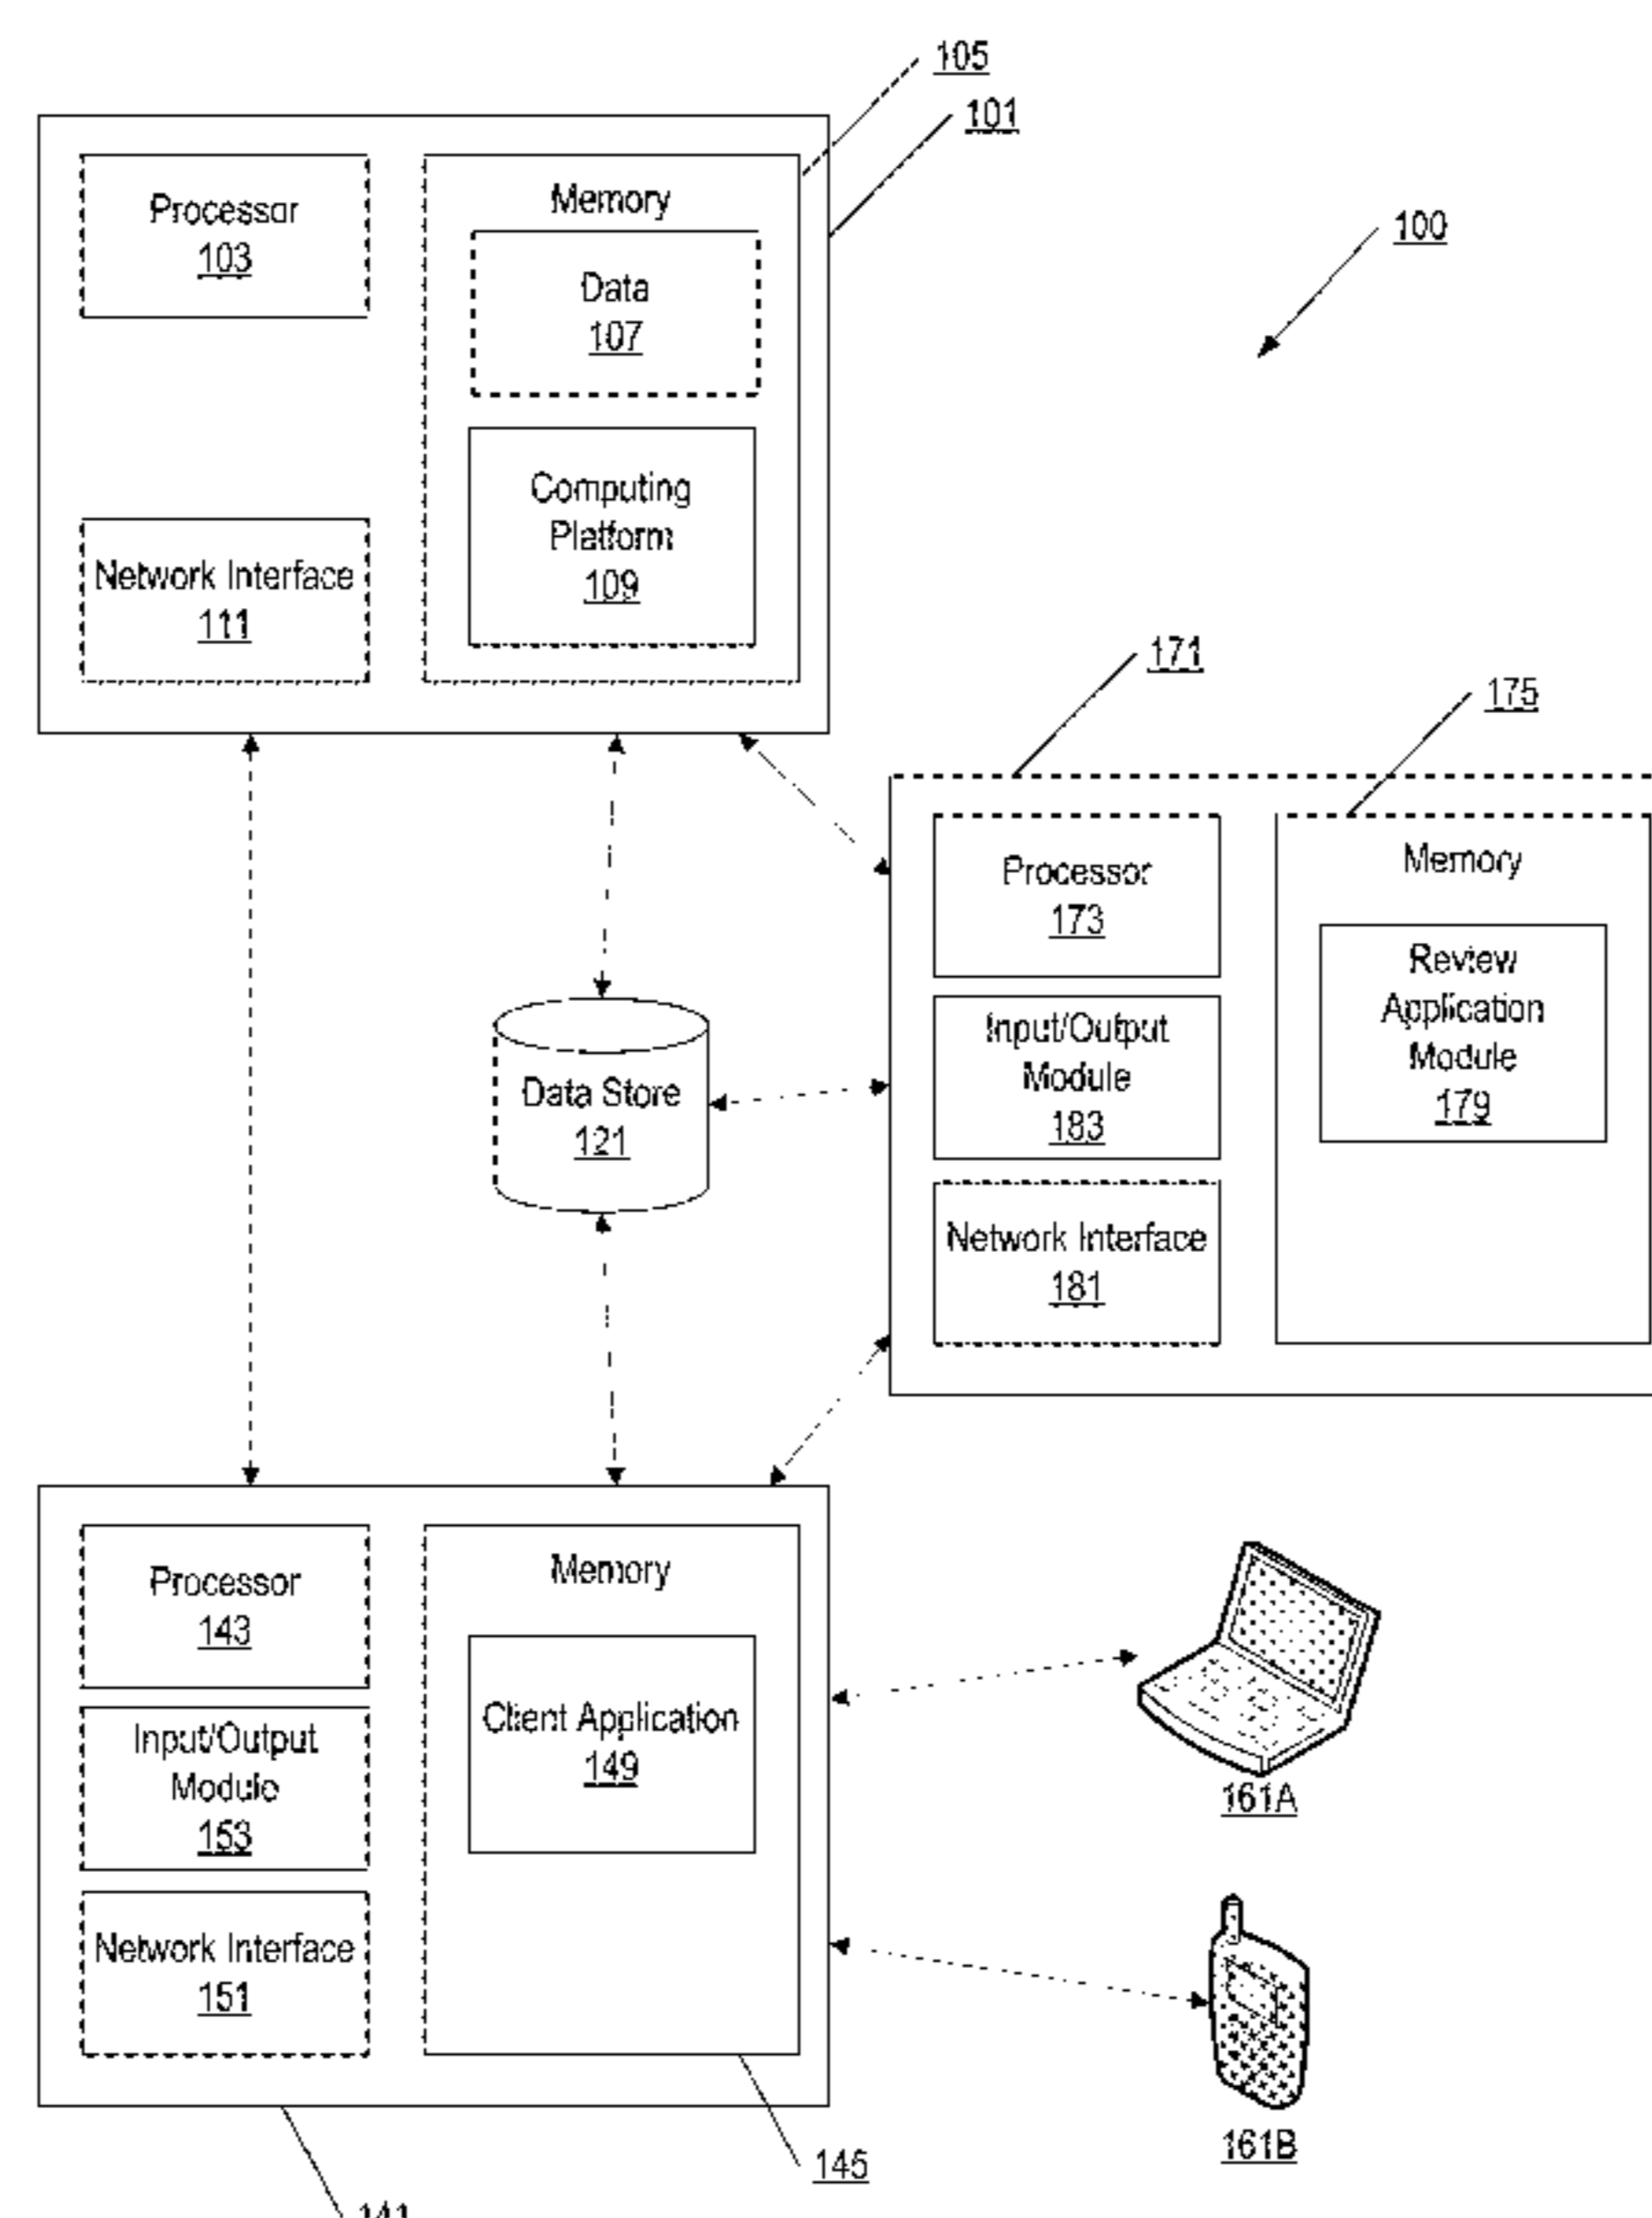 105
101
Processor
103
Memory
Data
107
100
Computing
Platform
109
Network Interface
111
171
175
Processor
173
Memory
Review
Application
Module
179
Input/Output
Module
183
Data Store
121
Network Interface
181
Processor
143
Memory
Client Application
149
Input/Output
Module
153
161A
Network Interface
151
161B
145
141